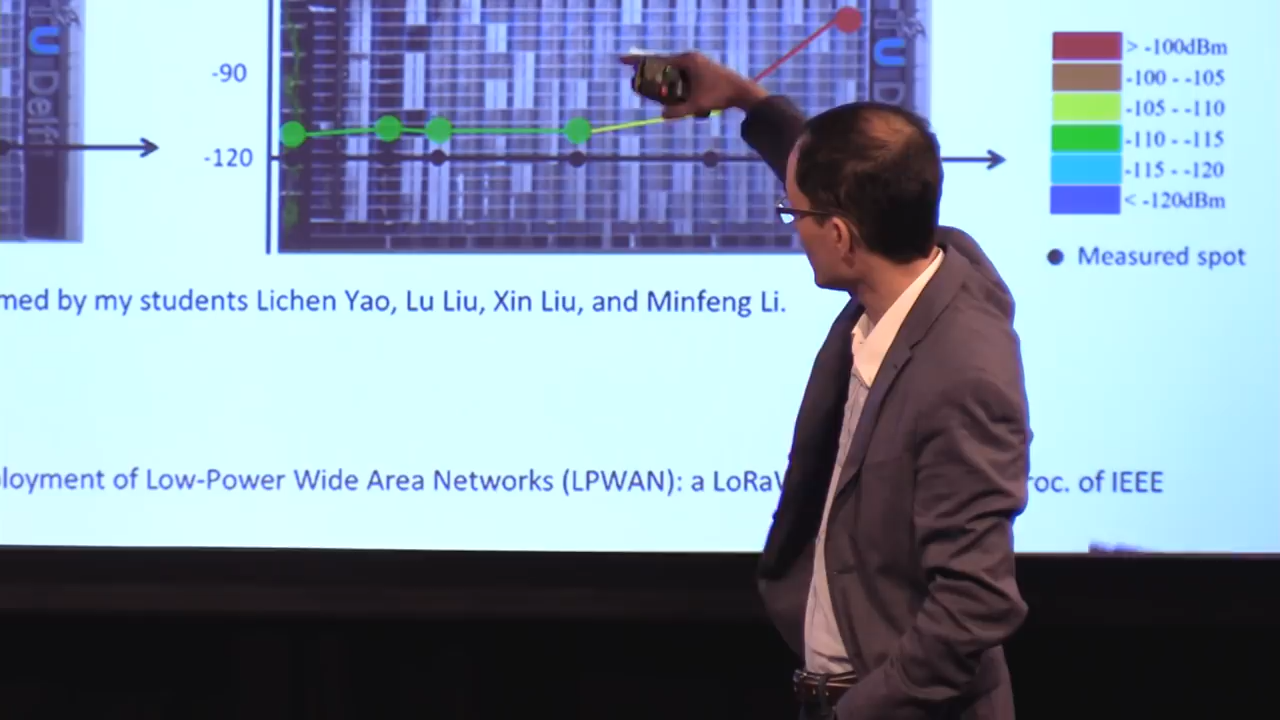 U Delft
U D
-90
-120
> -100dBm
-100 - -105
-105 - -110
-110 - -115
-115 - -120
< -120dBm
Measured spot
med by my students Lichen Yao, Lu Liu, Xin Liu, and Minfeng Li.
loyment of Low-Power Wide Area Networks (LPWAN): a LoRaW roc. of IEEE